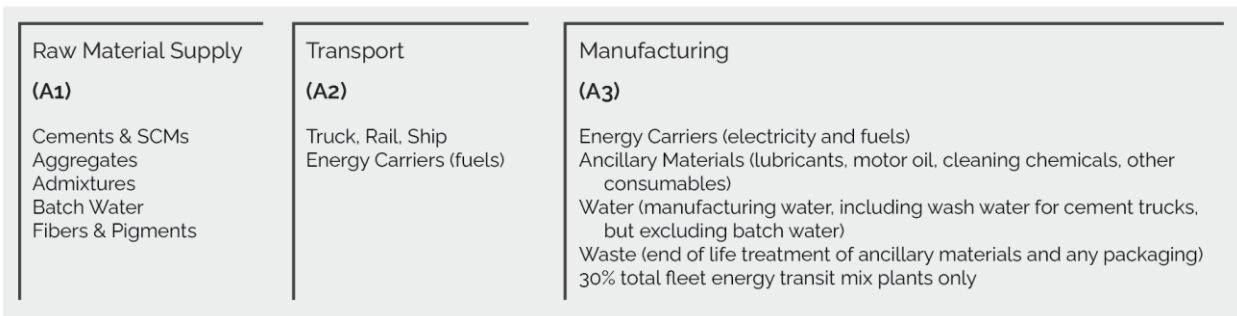 Raw Material Supply
(A1)
Cements & SCMs
Aggregates
Admixtures
Batch Water
Fibers & Pigments
Transport
(A2)
Truck, Rail, Ship
Energy Carriers (fuels)
Manufacturing
(A3)
Energy Carriers (electricity and fuels)
Ancillary Materials (lubricants, motor oil, cleaning chemicals, other
consumables)
Water (manufacturing water, including wash water for cement trucks,
but excluding batch water)
Waste (end of life treatment of ancillary materials and any packaging)
30% total fleet energy transit mix plants only